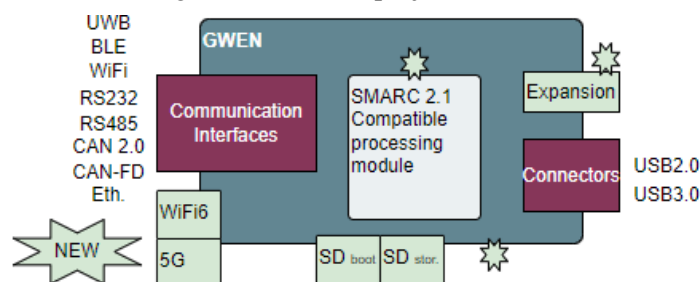 UWB
BLE
WiFi
RS232
RS485
CAN 2.0
CAN-FD
Eth.
GWEN
Communication
Interfaces
SMARC 2.1
Compatible
processing
module
Expansion
Connectors
USB2.0
USB3.0
WiFi6
5G
NEW
SD boot
SD stor.